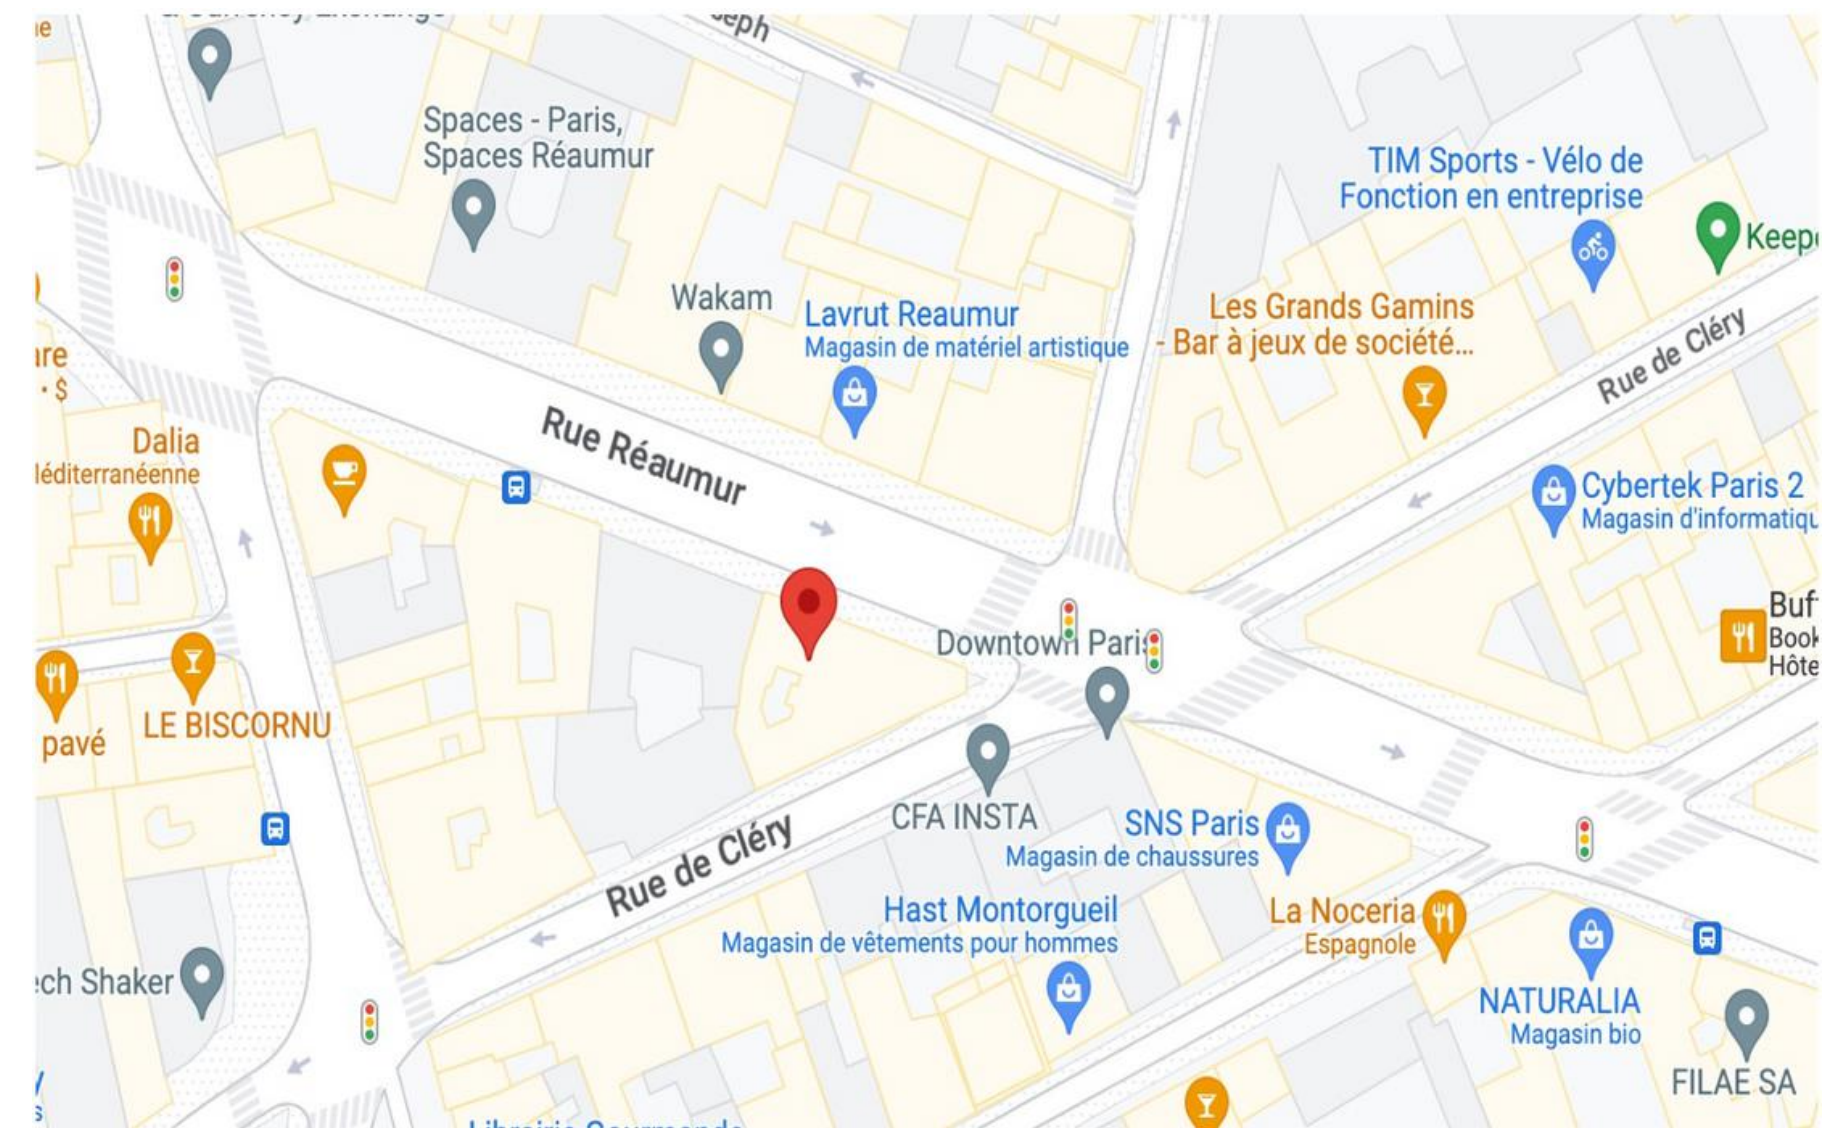 Spaces - Paris,
Spaces Réaumur
TIM Sports - Vélo de
Fonction en entreprise
Wakam
Lavrut Reaumur
Magasin de matériel artistique
Les Grands Gamins
- Bar à jeux de société...
Rue de Cléry
· $
Dalia
Rue Réaumur
Cybertek Paris 2
Downtown Paris
Book
pavé
LE BISCORNU
CFA INSTA
SNS Paris
Magasin de chaussures
Rue de Cléry
Hast Montorgueil
Magasin de vêtements pour hommes
La Noceria
Espagnole
Shaker
NATURALIA
Magasin bio
FILAE SA